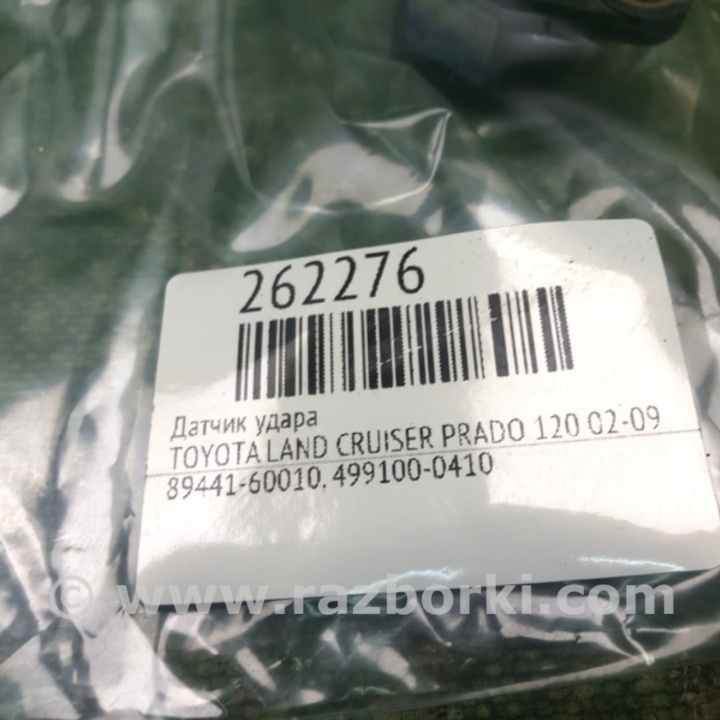 262276
Датчик удара
TOYOTA LAND CRUISER PRADO 120 02-09
89441-60010, 499100-0410
© www.razborki.com